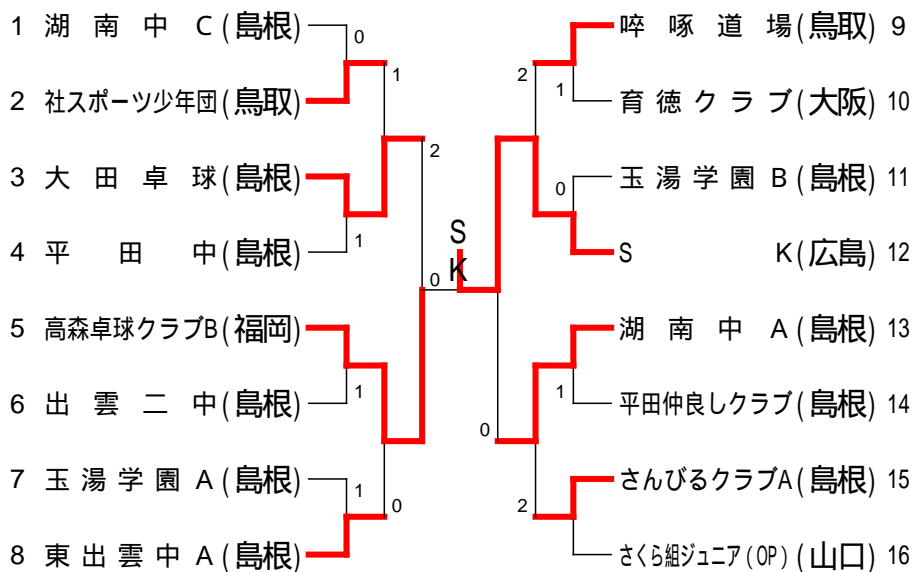 1 湖南中C(島根)
2 社スポーツ少年団(鳥取)
3 大田卓球(島根)
4 平田中(島根)
5 高森卓球クラブB(福岡)
6 出雲二中(島根)
7 玉湯学園A(島根)
8 東出雲中A(島根)
0
1
1
1
1
0
2
0
S
K
啐啄道場(鳥取) 9
育徳クラブ(大阪) 10
玉湯学園B(島根) 11
S K(広島) 12
湖南中A(島根) 13
平田仲良しクラブ(島根) 14
さんびるクラブA(島根) 15
さくら組ジュニア(OP)(山口) 16
2
1
0
1
0
2